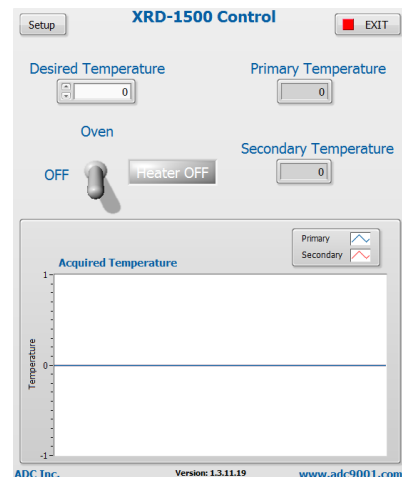 XRD-1500 Control
Setup
EXIT
Desired Temperature
Primary Temperature
0
0
Oven
Secondary Temperature
OFF
Heater OFF
0
Primary
Secondary
Acquired Temperature
1
Temperature
0
-1
ADC Inc.
Version: 1.3.11.19
www.adc9001.com